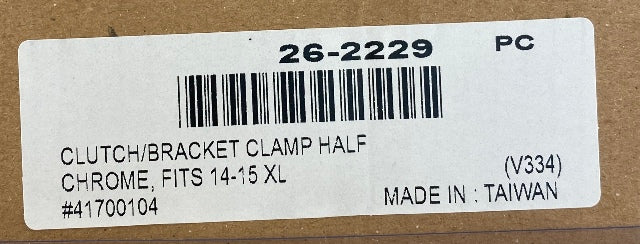 26-2229 PC
CLUTCH/BRACKET CLAMP HALF
CHROME, FITS 14-15 XL
(V334)
#41700104
MADE IN : TAIWAN